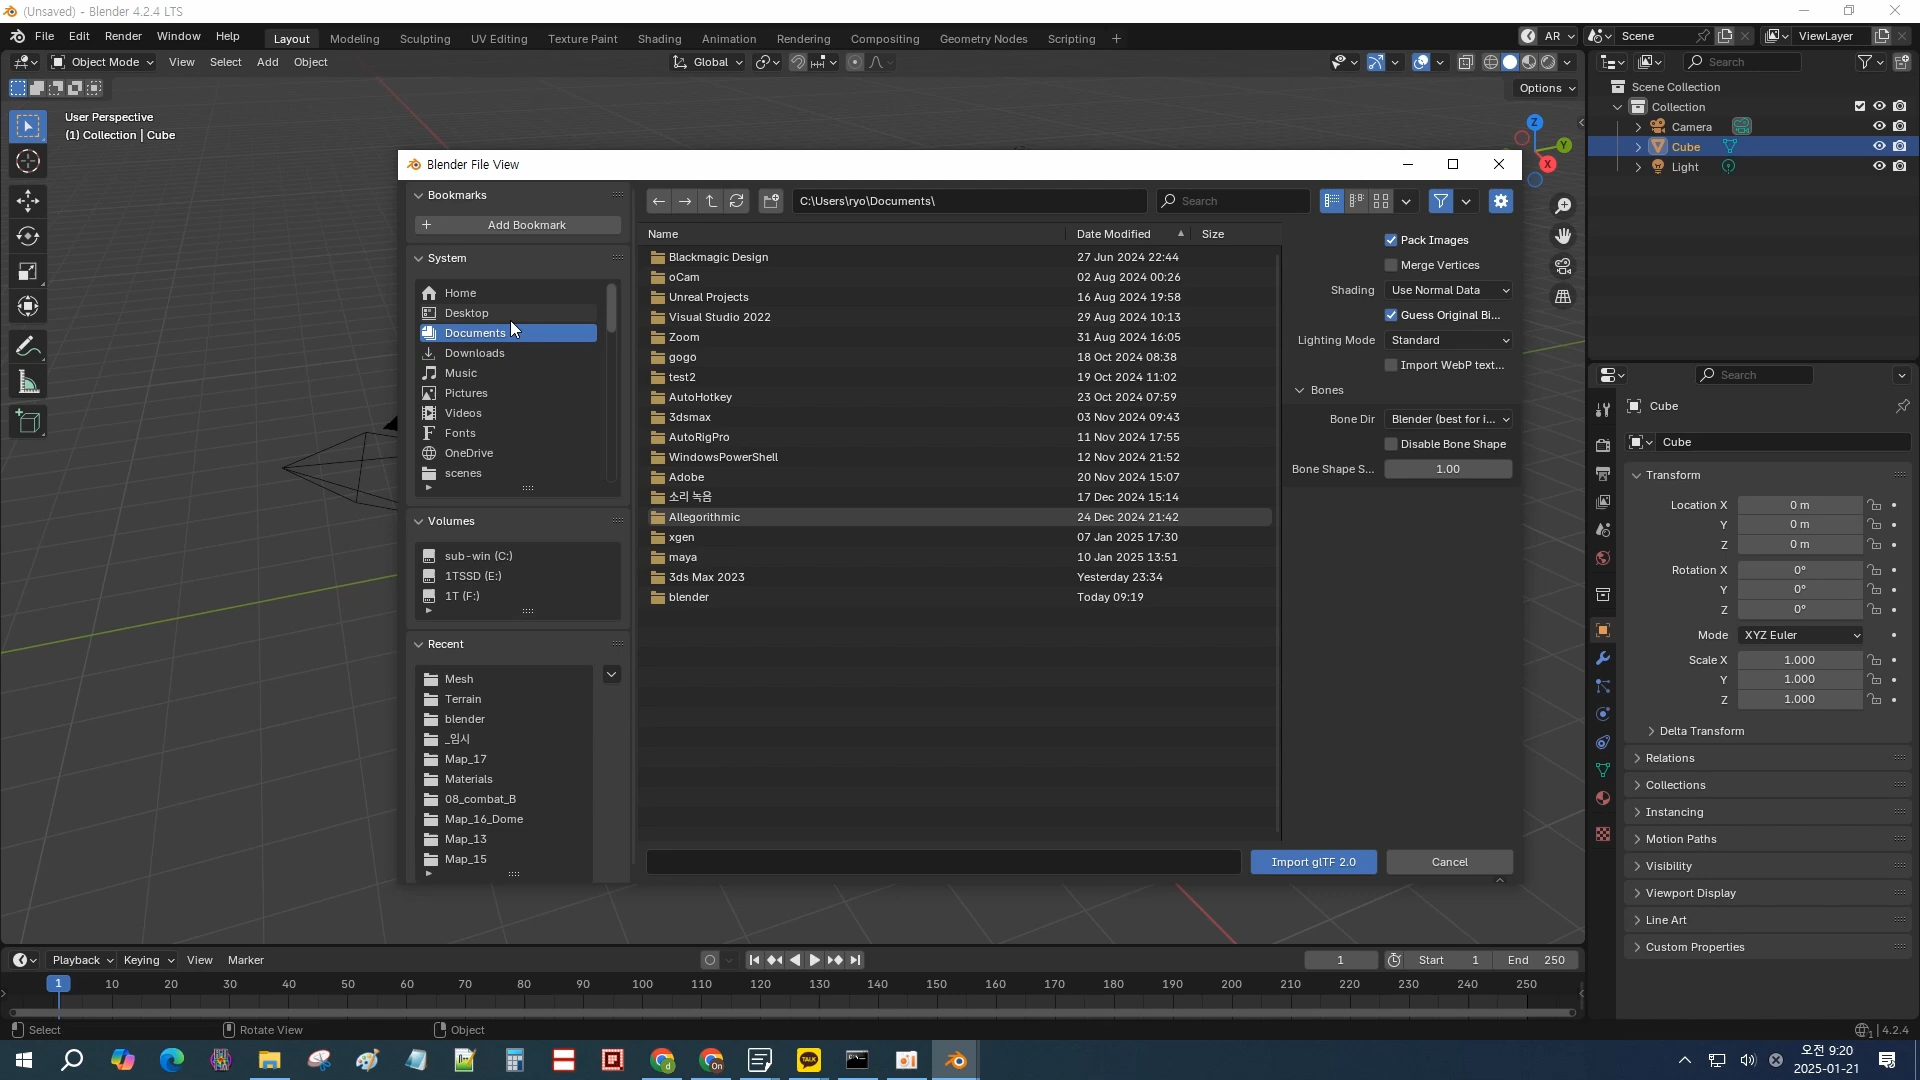 (Unsaved) - Blender 4.2.4 LTS
File Edit Render Window Help
Layout Modeling Sculpting UV Editing Texture Paint Shading Animation Rendering Compositing Geometry Nodes Scripting +
AR Scene ViewLayer
Object Mode View Select Add Object
Global
Search
Options
User Perspective
(1) Collection | Cube
Z
Y
X
Scene Collection
Collection
Camera
Cube
Light
Blender File View
Bookmarks
+ Add Bookmark
System
Home
Desktop
Documents
Downloads
Music
Pictures
Videos
Fonts
OneDrive
scenes
Volumes
sub-win (C:)
1TSSD (E:)
1T (F:)
Recent
Mesh
Terrain
blender
_임시
Map_17
Materials
08_combat_B
Map_16_Dome
Map_13
Map_15
C:\Users\ryo\Documents\
Search
Name Date Modified Size
Blackmagic Design 27 Jun 2024 22:44
oCam 02 Aug 2024 00:26
Unreal Projects 16 Aug 2024 19:58
Visual Studio 2022 29 Aug 2024 10:13
Zoom 31 Aug 2024 16:05
gogo 18 Oct 2024 08:38
test2 19 Oct 2024 11:02
AutoHotkey 23 Oct 2024 07:59
3dsmax 03 Nov 2024 09:43
AutoRigPro 11 Nov 2024 17:55
WindowsPowerShell 12 Nov 2024 21:52
Adobe 20 Nov 2024 15:07
소리 녹음 17 Dec 2024 15:14
Allegorithmic 24 Dec 2024 21:42
xgen 07 Jan 2025 17:30
maya 10 Jan 2025 13:51
3ds Max 2023 Yesterday 23:34
blender Today 09:19
Pack Images
Merge Vertices
Shading Use Normal Data
Guess Original Bi...
Lighting Mode Standard
Import WebP text...
Bones
Bone Dir Blender (best for i...
Disable Bone Shape
Bone Shape S... 1.00
Import glTF 2.0 Cancel
Search
Cube
Cube
Transform
Location X 0 m
Y 0 m
Z 0 m
Rotation X 0°
Y 0°
Z 0°
Mode XYZ Euler
Scale X 1.000
Y 1.000
Z 1.000
Delta Transform
Relations
Collections
Instancing
Motion Paths
Visibility
Viewport Display
Line Art
Custom Properties
Playback Keying View Marker
1 Start 1 End 250
1 10 20 30 40 50 60 70 80 90 100 110 120 130 140 150 160 170 180 190 200 210 220 230 240 250
Select Rotate View Object
4.2.4
TALK
오전 9:20
2025-01-21